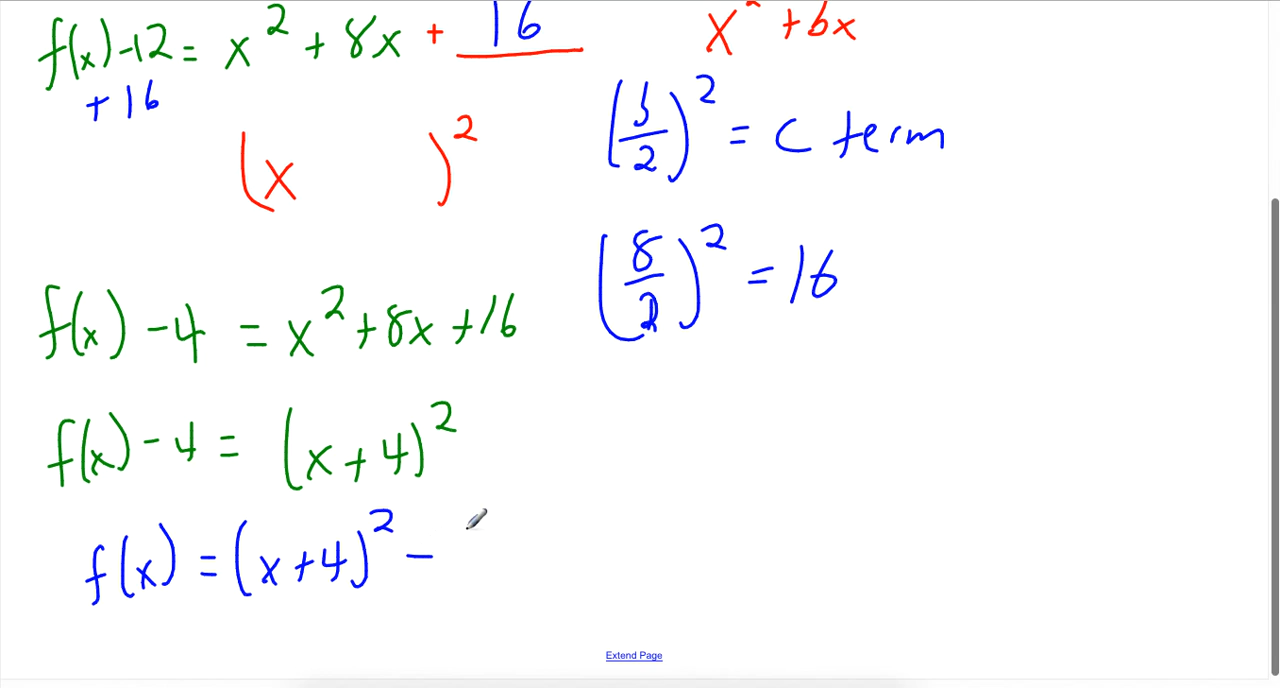 f(x) -12 = x² + 8x + 16
+16
(x )²
f(x) - 4 = x² + 8x + 16
f(x) - 4 = (x + 4)²
f(x) = (x + 4)² -
x² + bx
(b/2)² = c term
(8/2)² = 16
Extend Page